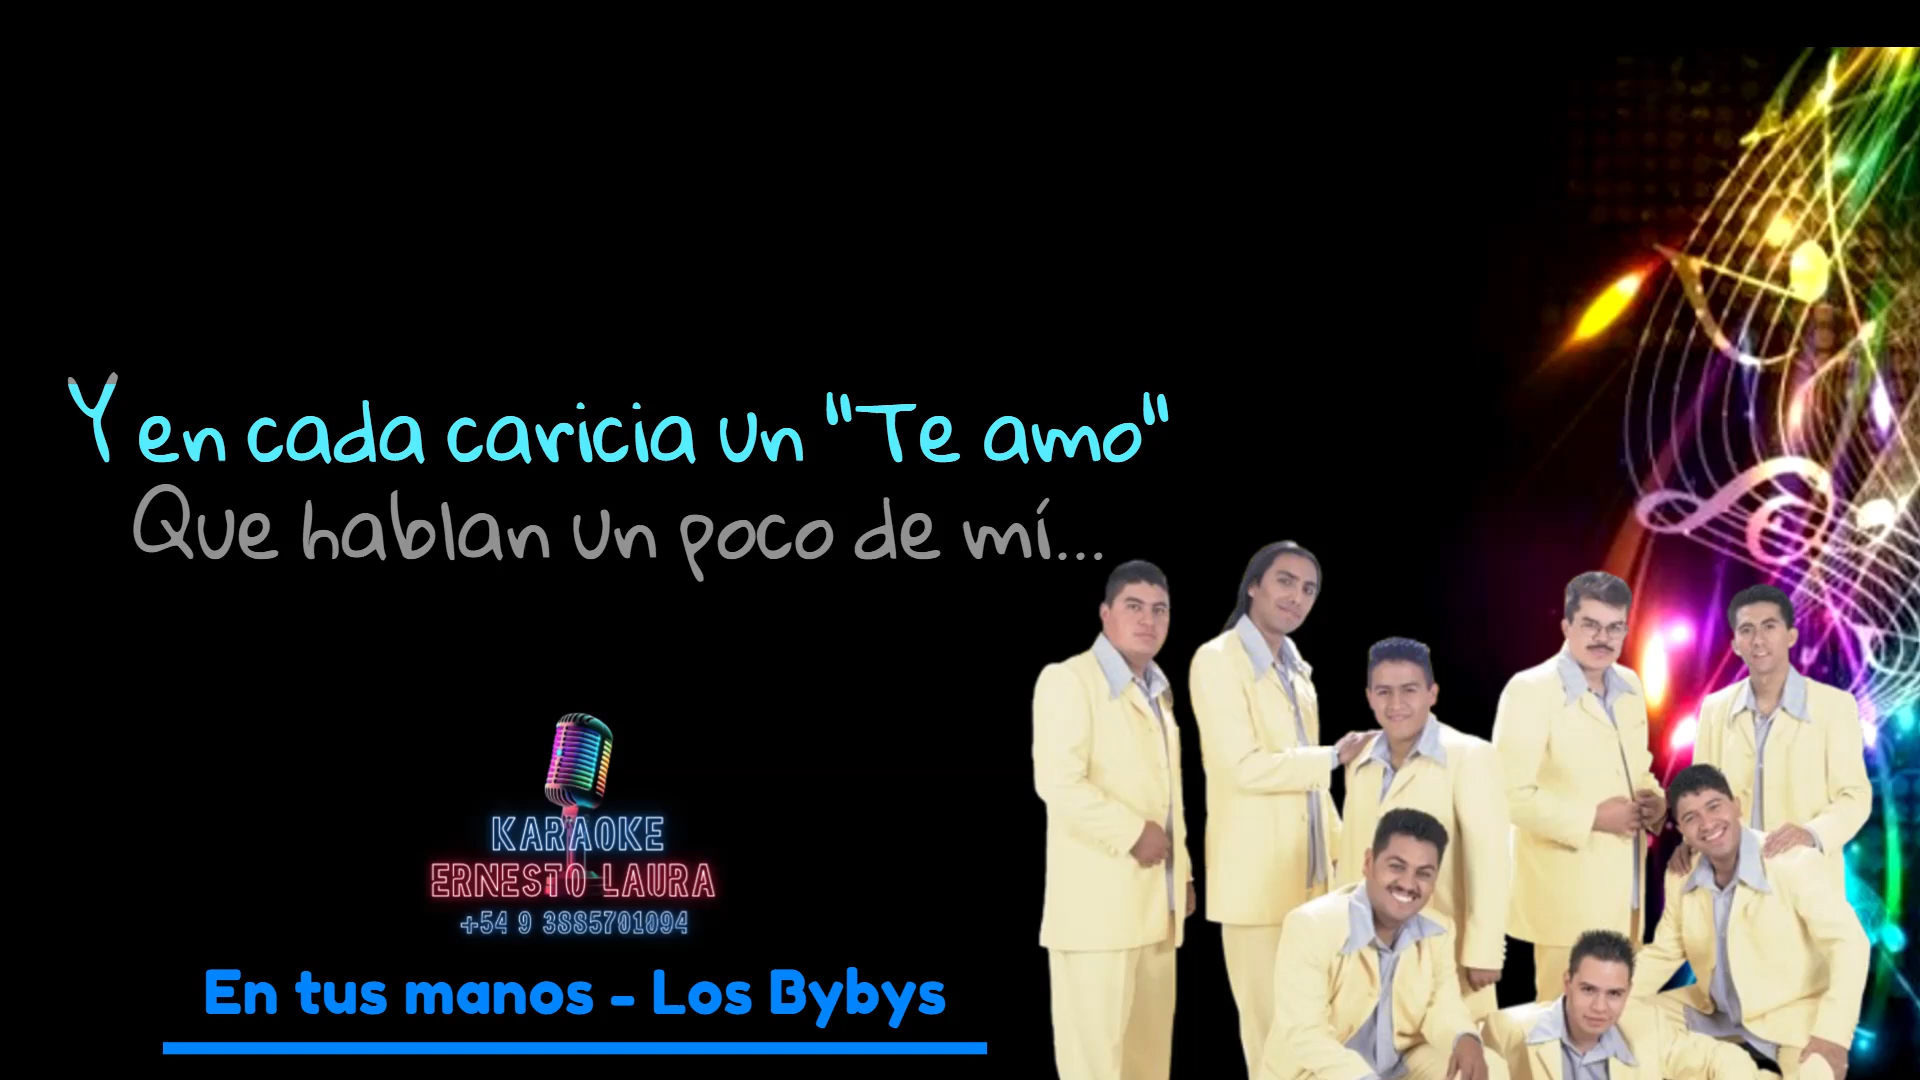 Y en cada caricia un "Te amo"
Que hablan un poco de mí...
KARAOKE
ERNESTO LAURA
+54 9 3885701094
En tus manos - Los Bybys